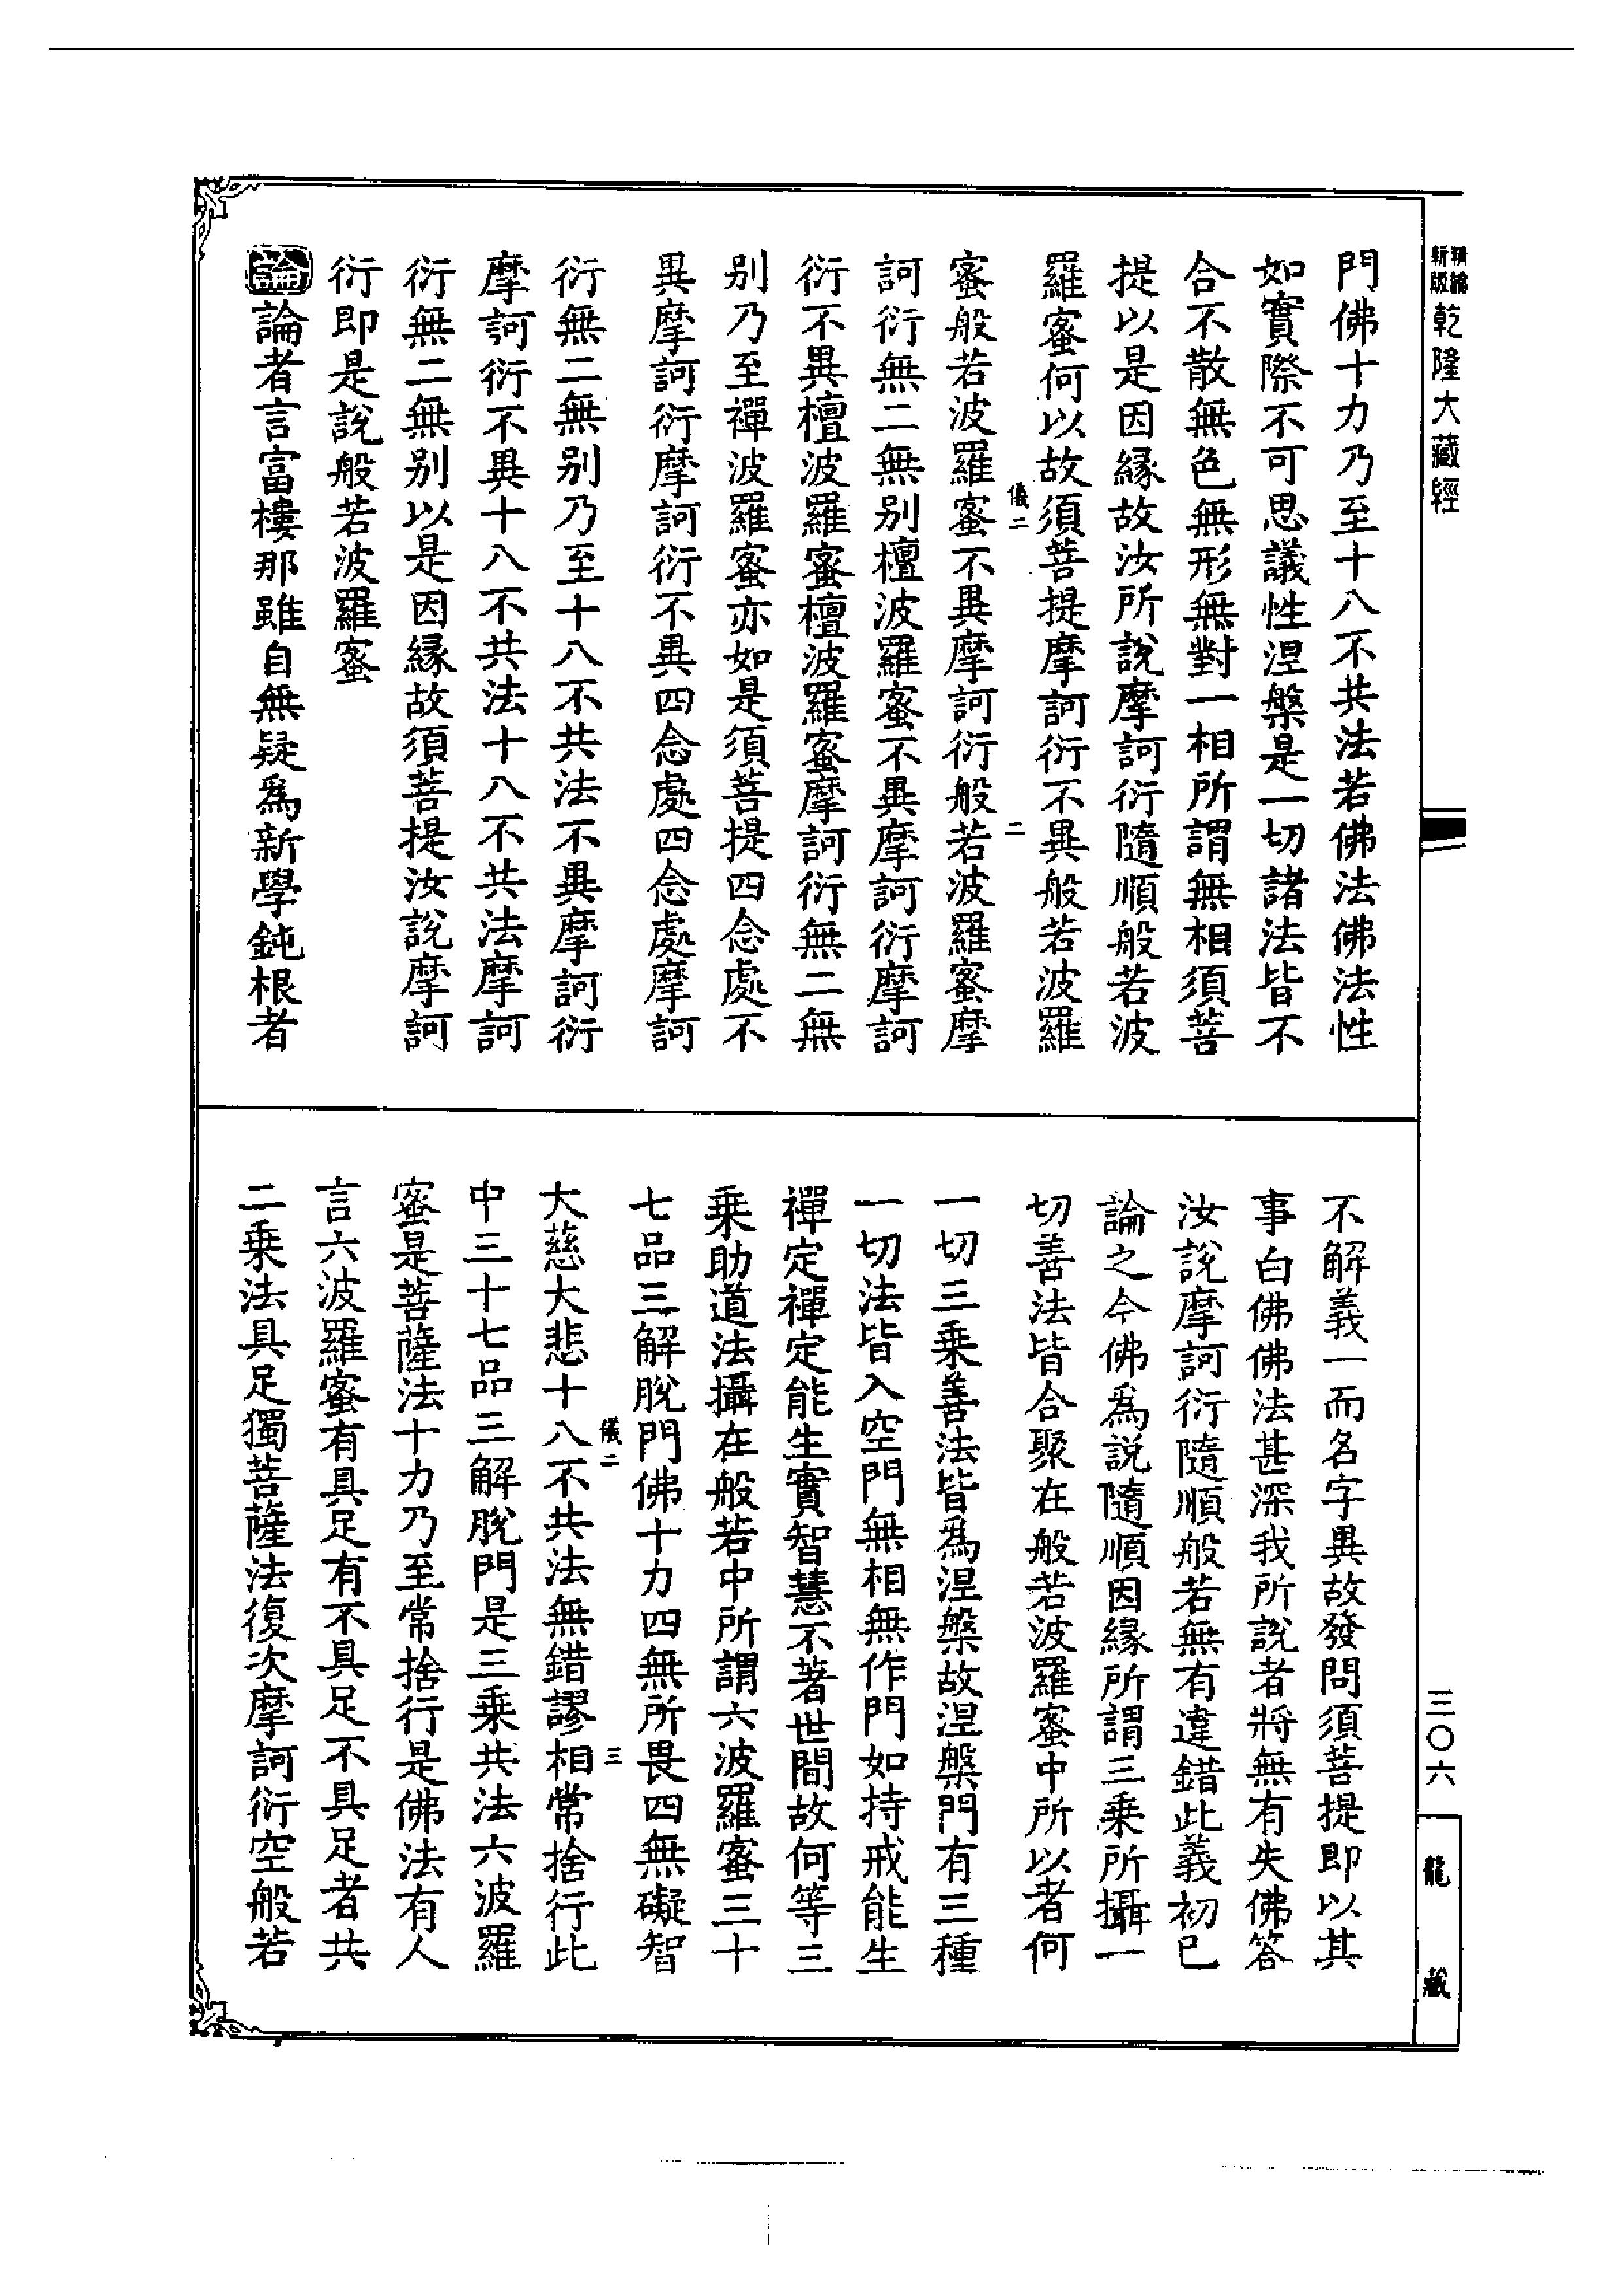 新版
乾隆大藏經
門佛十力乃至十八不共法若佛法佛法性
如實際不可思議性涅槃是一切諸法皆不
合不散無色無形無對一相所謂無相須菩
提以是因緣故汝所說摩訶衍隨順般若波
羅蜜何以故須菩提摩訶衍不異般若波羅
儀二
二
蜜般若波羅蜜不異摩訶衍般若波羅蜜摩
訶衍無二無別檀波羅蜜不異摩訶衍摩訶
衍不異檀波羅蜜檀波羅蜜摩訶衍無二無
別乃至禪波羅蜜亦如是須菩提四念處不
異摩訶衍摩訶衍不異四念處四念處摩訶
衍無二無別乃至十八不共法不異摩訶衍
摩訶衍不異十八不共法十八不共法摩訶
衍無二無別以是因緣故須菩提汝說摩訶
衍即是說般若波羅蜜
論論者言富樓那雖自無疑爲新學鈍根者
不解義一而名字異故發問須菩提即以其
事白佛佛法甚深我所說者將無有失佛答
汝說摩訶衍隨順般若無有違錯此義初已
論之今佛爲說隨順因緣所謂三乘所攝一
切善法皆合聚在般若波羅蜜中所以者何
一切三乘善法皆爲涅槃故涅槃門有三種
一切法皆入空門無相無作門如持戒能生
禪定禪定能生實智慧不著世間故何等三
乘助道法攝在般若中所謂六波羅蜜三十
七品三解脫門佛十力四無所畏四無礙智
儀二
三
大慈大悲十八不共法無錯謬相常捨行此
中三十七品三解脫門是三乘共法六波羅
蜜是菩薩法十力乃至常捨行是佛法有人
言六波羅蜜有具足有不具足不具足者共
二乘法具足獨菩薩法復次摩訶衍空般若
三〇六
龍藏